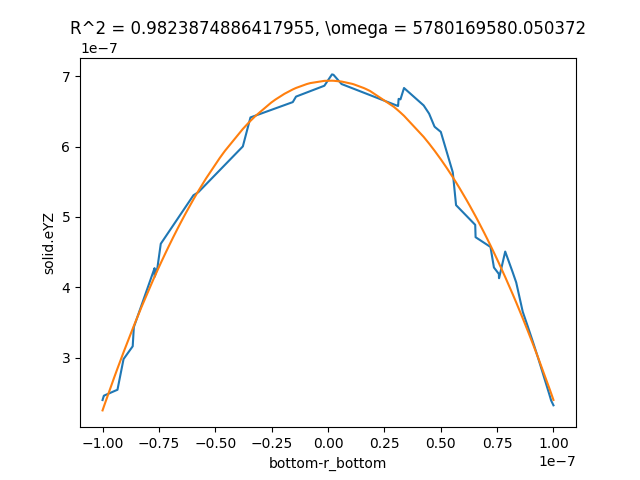 R^2 = 0.9823874886417955, \omega = 5780169580.050372
1e−7
7
6
5
4
3
solid.eYZ
−1.00 −0.75 −0.50 −0.25 0.00 0.25 0.50 0.75 1.00
1e−7
bottom-r_bottom